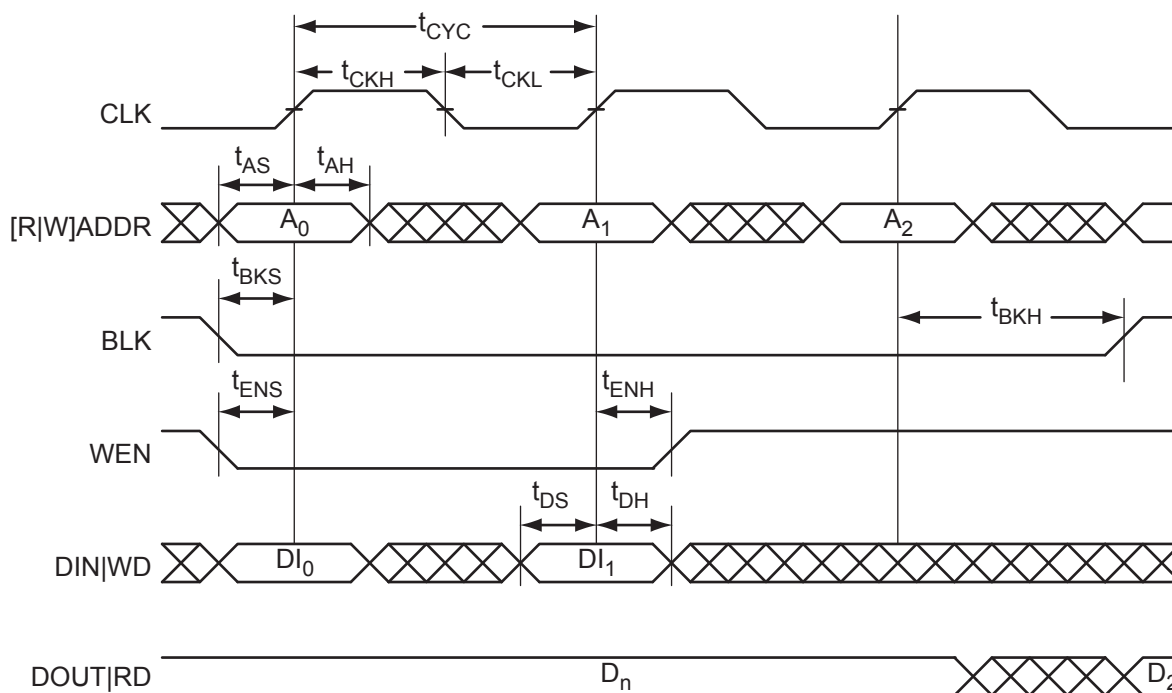 tCYC
tCKH tCKL
CLK
tAS tAH
[R|W]ADDR A0 A1 A2
tBKS
tBKH
BLK
tENS tENH
WEN
tDS tDH
DIN|WD DI0 DI1
DOUT|RD Dn D2